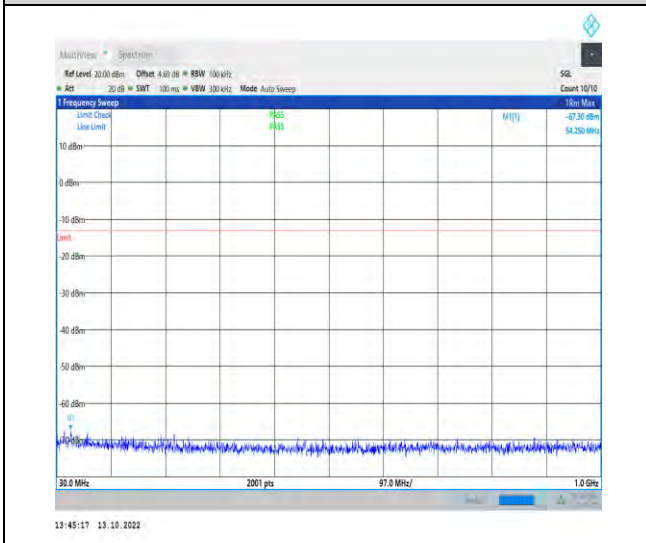 MultiView Spectrum
Ref Level 20.00 dBm Offset 4.60 dB RBW 100 kHz SGL
Att 20 dB SWT 100 ms VBW 300 kHz Mode Auto Sweep Count 10/10
1 Frequency Sweep 1Rm Max
Limit Check PASS M1[1] -67.30 dBm
Line Limit PASS 54.250 MHz
10 dBm
0 dBm
-10 dBm
Limit
-20 dBm
-30 dBm
-40 dBm
-50 dBm
-60 dBm
M1
-70 dBm
30.0 MHz 2001 pts 97.0 MHz/ 1.0 GHz
13:45:17 13.10.2022